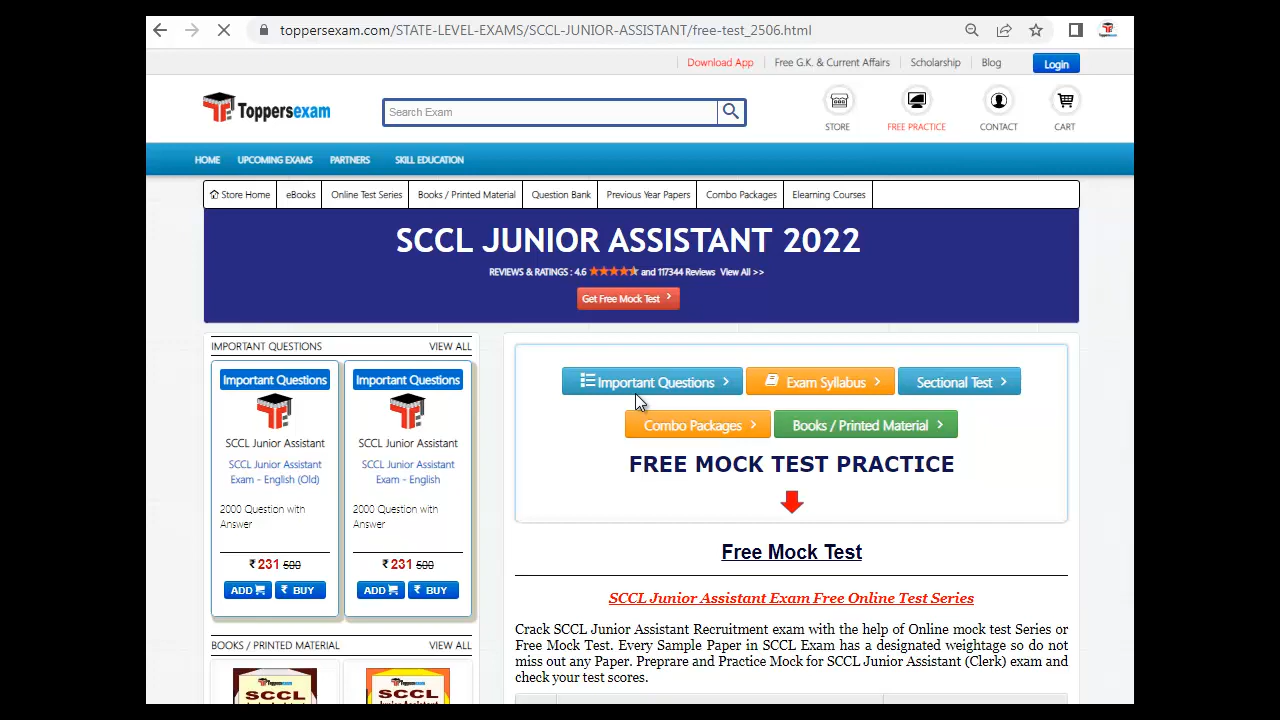 toppersexam.com/STATE-LEVEL-EXAMS/SCCL-JUNIOR-ASSISTANT/free-test_2506.html
Download App Free G.K. & Current Affairs Scholarship Blog Login
Toppersexam
Search Exam
STORE FREE PRACTICE CONTACT CART
HOME UPCOMING EXAMS PARTNERS SKILL EDUCATION
Store Home eBooks Online Test Series Books / Printed Material Question Bank Previous Year Papers Combo Packages Elearning Courses
SCCL JUNIOR ASSISTANT 2022
REVIEWS & RATINGS : 4.6 and 117344 Reviews View All >>
Get Free Mock Test
IMPORTANT QUESTIONS VIEW ALL
Important Questions
SCCL Junior Assistant
SCCL Junior Assistant
Exam - English (Old)
2000 Question with
Answer
₹ 231 500
ADD ₹ BUY
Important Questions
SCCL Junior Assistant
SCCL Junior Assistant
Exam - English
2000 Question with
Answer
₹ 231 500
ADD ₹ BUY
BOOKS / PRINTED MATERIAL VIEW ALL
Toppersexam
SCCL
Junior Assistant
Toppersexam
SCCL
Junior Assistant
Important Questions Exam Syllabus Sectional Test
Combo Packages Books / Printed Material
FREE MOCK TEST PRACTICE
Free Mock Test
SCCL Junior Assistant Exam Free Online Test Series
Crack SCCL Junior Assistant Recruitment exam with the help of Online mock test Series or
Free Mock Test. Every Sample Paper in SCCL Exam has a designated weightage so do not
miss out any Paper. Preprare and Practice Mock for SCCL Junior Assistant (Clerk) exam and
check your test scores.